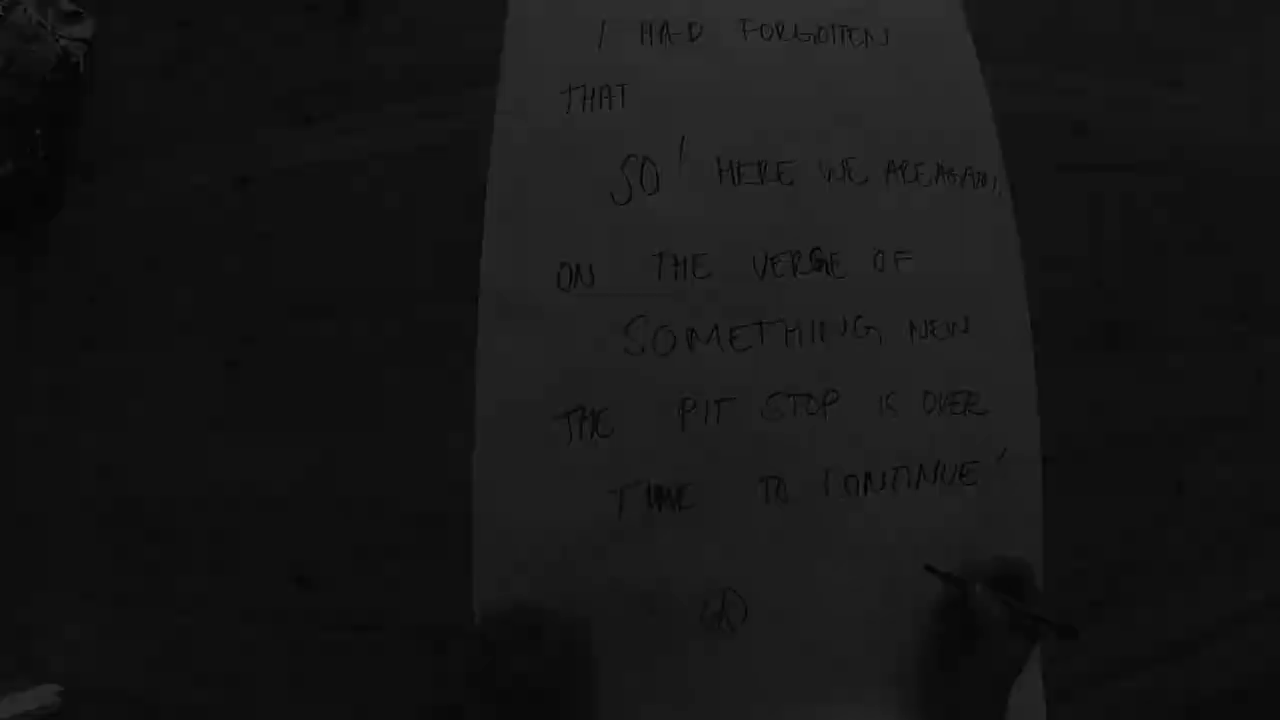 I HAD FORGOTTEN
THAT
SO' HERE WE ARE AGAIN,
ON THE VERGE OF
SOMETHING NEW
THE PIT STOP IS OVER
TIME TO CONTINUE'